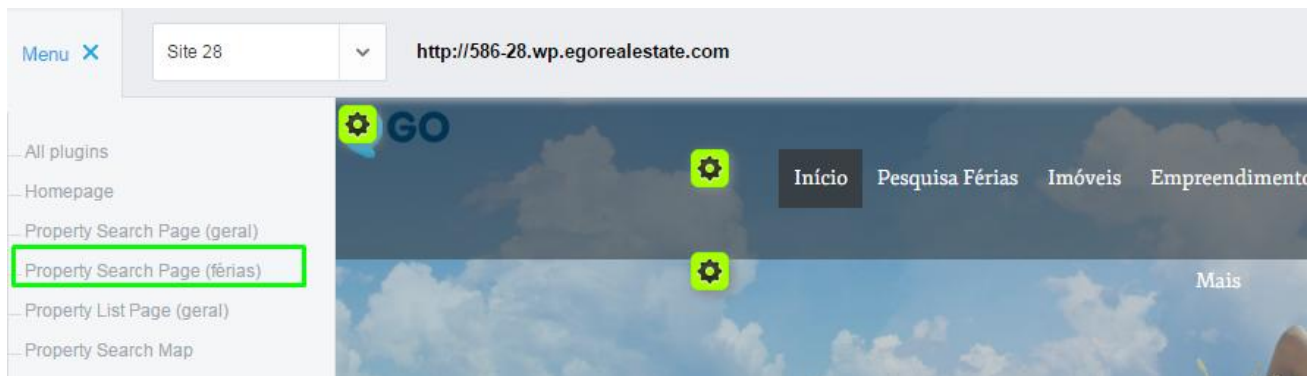 Menu ✕
Site 28
http://586-28.wp.egorealestate.com
GO
All plugins
Homepage
Property Search Page (geral)
Property Search Page (férias)
Property List Page (geral)
Property Search Map
Início
Pesquisa Férias
Imóveis
Empreendimento
Mais